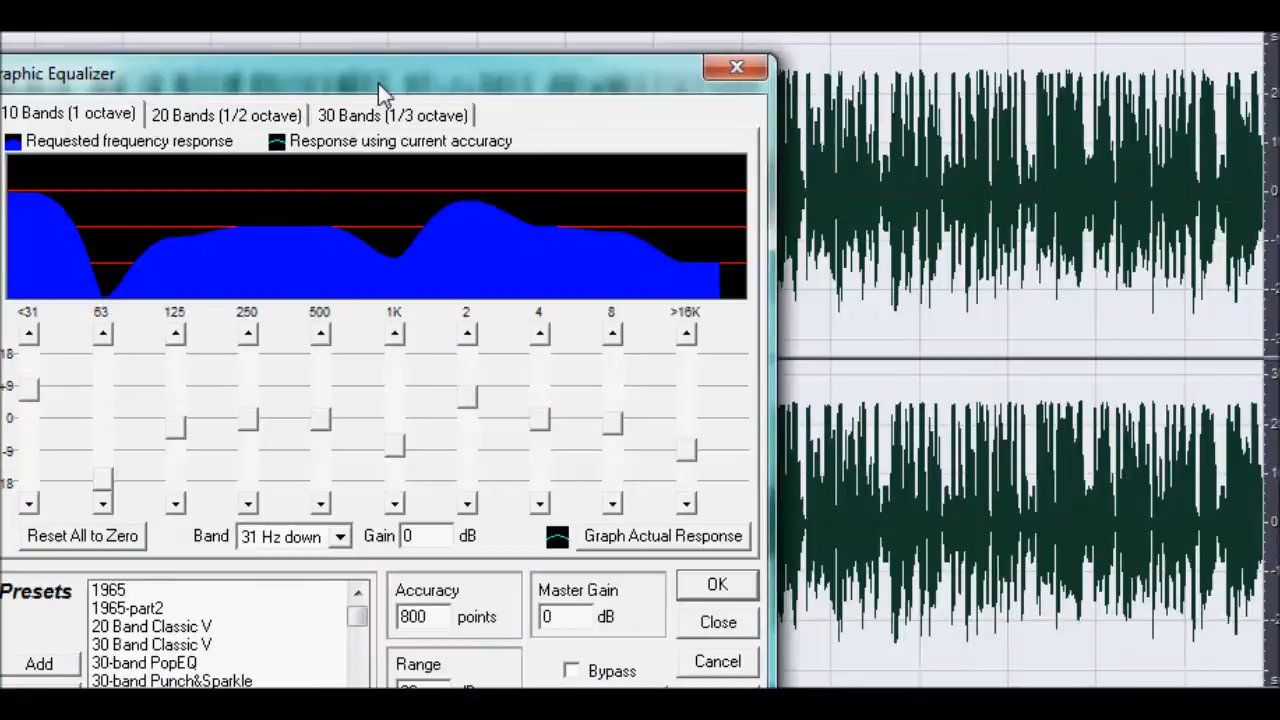 raphic Equalizer
10 Bands (1 octave) 20 Bands (1/2 octave) 30 Bands (1/3 octave)
Requested frequency response Response using current accuracy
<31 63 125 250 500 1K 2 4 8 >16K
18
+9
0
-9
18
Reset All to Zero Band 31 Hz down Gain 0 dB Graph Actual Response
Presets
1965
1965-part2
20 Band Classic V
30 Band Classic V
30-band PopEQ
30-band Punch&Sparkle
Add
Accuracy
800 points
Range
Master Gain
0 dB
Bypass
OK
Close
Cancel